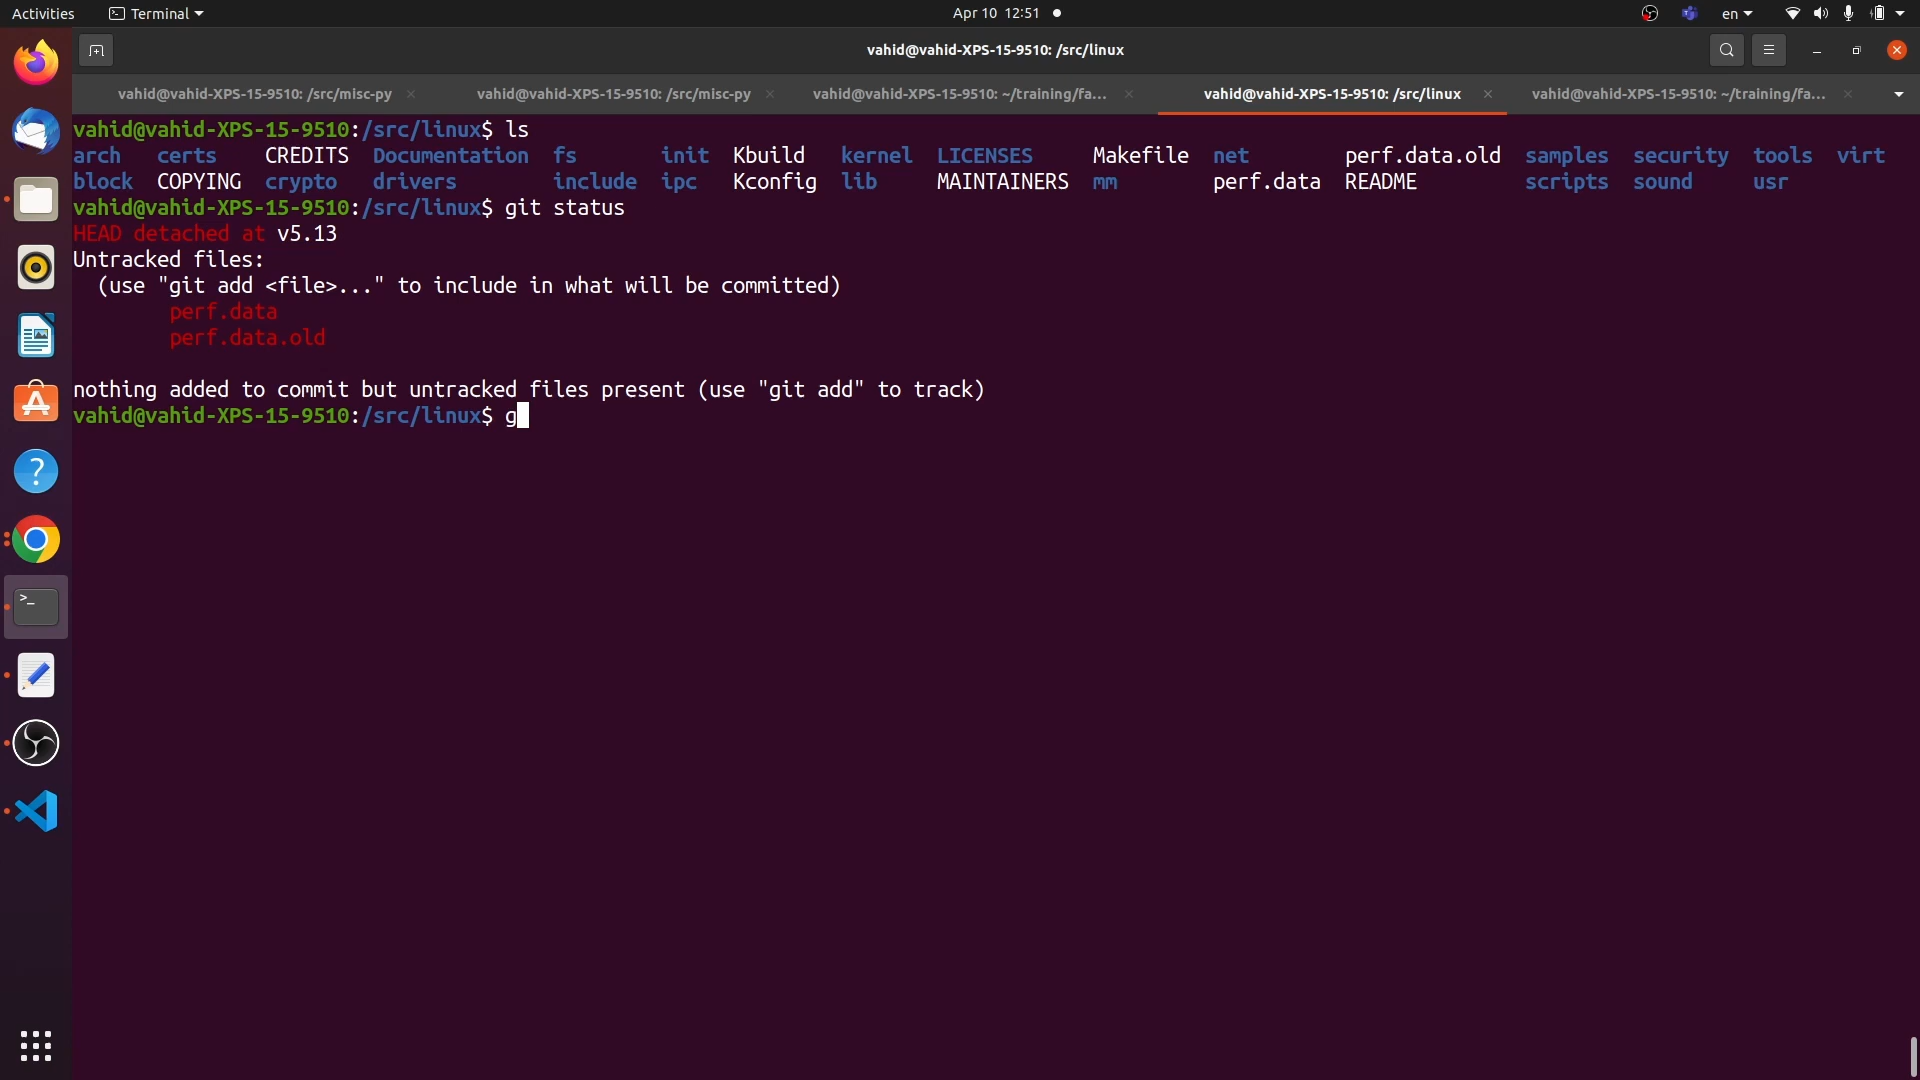 Activities Terminal Apr 10 12:51 en
vahid@vahid-XPS-15-9510: /src/linux
vahid@vahid-XPS-15-9510: /src/misc-py vahid@vahid-XPS-15-9510: /src/misc-py vahid@vahid-XPS-15-9510: ~/training/fa... vahid@vahid-XPS-15-9510: /src/linux vahid@vahid-XPS-15-9510: ~/training/fa...
vahid@vahid-XPS-15-9510:/src/linux$ ls
arch certs CREDITS Documentation fs init Kbuild kernel LICENSES Makefile net perf.data.old samples security tools virt
block COPYING crypto drivers include ipc Kconfig lib MAINTAINERS mm perf.data README scripts sound usr
vahid@vahid-XPS-15-9510:/src/linux$ git status
HEAD detached at v5.13
Untracked files:
(use "git add <file>..." to include in what will be committed)
perf.data
perf.data.old
nothing added to commit but untracked files present (use "git add" to track)
vahid@vahid-XPS-15-9510:/src/linux$ g